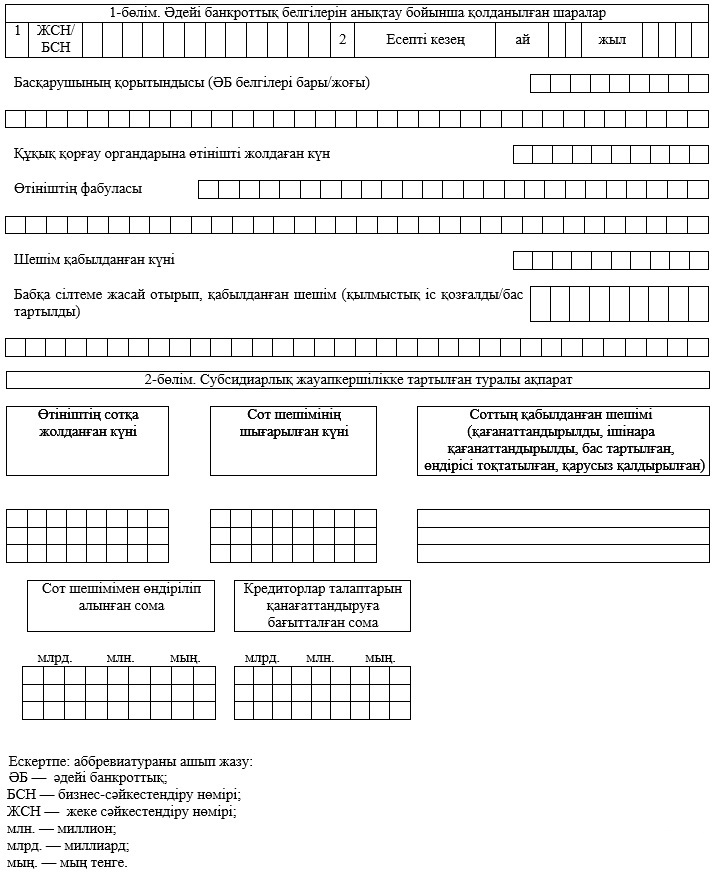 1-бөлім. Әдейі банкроттық белгілерін анықтау бойынша қолданылған шаралар
1 ЖСН/ 2 Есепті кезең ай жыл
БСН
Басқарушының қорытындысы (ӘБ белгілері бары/жоғы)
Құқық қорғау органдарына өтінішті жолдаған күн
Өтініштің фабуласы
Шешім қабылданған күні
Бабқа сілтеме жасай отырып, қабылданған шешім (қылмыстық іс қозғалды/бас
тартылды)
2-бөлім. Субсидиарлық жауапкершілікке тартылған туралы ақпарат
Өтініштің сотқа
жолданған күні
Сот шешімінің
шығарылған күні
Соттың қабылданған шешімі
(қағанаттандырылды, ішінара
қағанаттандырылды, бас тартылған,
өндірісі тоқтатылған, қарусыз қалдырылған)
Сот шешімімен өндіріліп
алынған сома
Кредиторлар талаптарын
қанағаттандыруға
бағытталған сома
млрд. млн. мың. млрд. млн. мың.
Ескертпе: аббревиатураны ашып жазу:
ӘБ — әдейі банкроттық;
БСН — бизнес-сәйкестендіру нөмірі;
ЖСН — жеке сәйкестендіру нөмірі;
млн. — миллион;
млрд. — миллиард;
мың. — мың тенге.